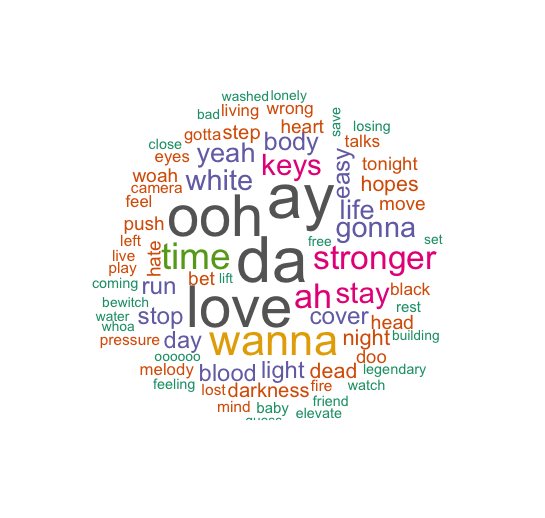 washed lonely
bad living wrong save
gotta step heart losing
close yeah body talks
eyes keys easy tonight
woah white ay life hopes
camera
feel ooh move
push gonna
left hate time da free stronger set
live
play bet lift
coming run love ah stay black
bewitch rest
water stop cover head
whoa wanna night building
pressure day doo
oooooo
melody blood light dead legendary
feeling lost darkness fire watch
mind baby friend
elevate
guess